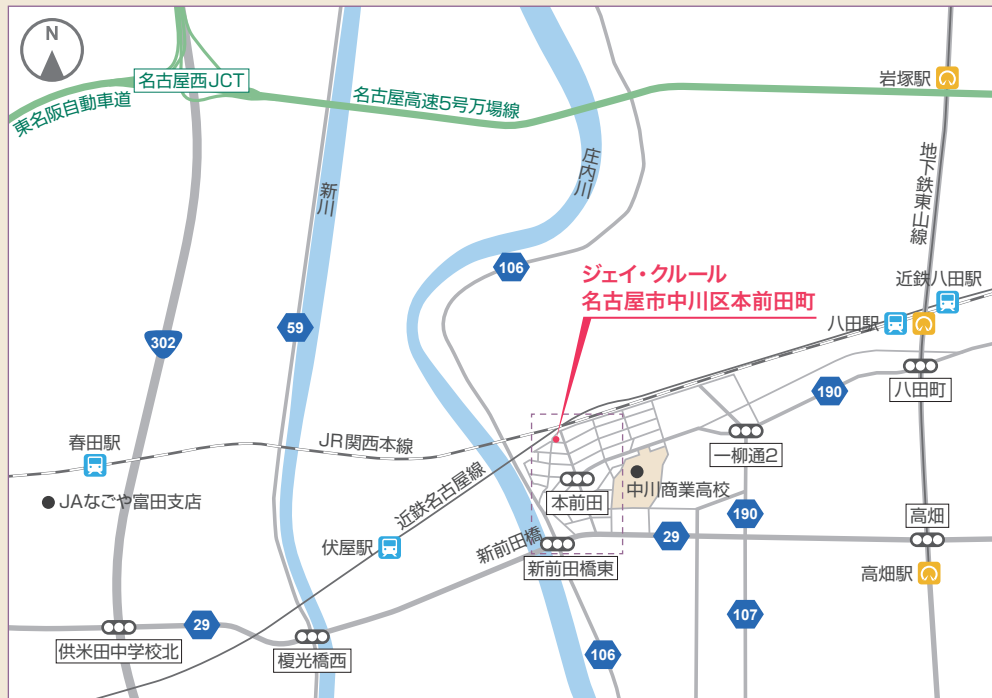 N
名古屋西JCT
東名阪自動車道
名古屋高速5号万場線
岩塚駅
新川
庄内川
地下鉄東山線
106
ジェイ・クルール
名古屋市中川区本前田町
近鉄八田駅
八田駅
59
302
190
八田町
春田駅
JR関西本線
一柳通2
JAなごや富田支店
近鉄名古屋線
本前田
中川商業高校
190
高畑
伏屋駅
新前田橋
29
新前田橋東
高畑駅
29
107
供米田中学校北
榎光橋西
106